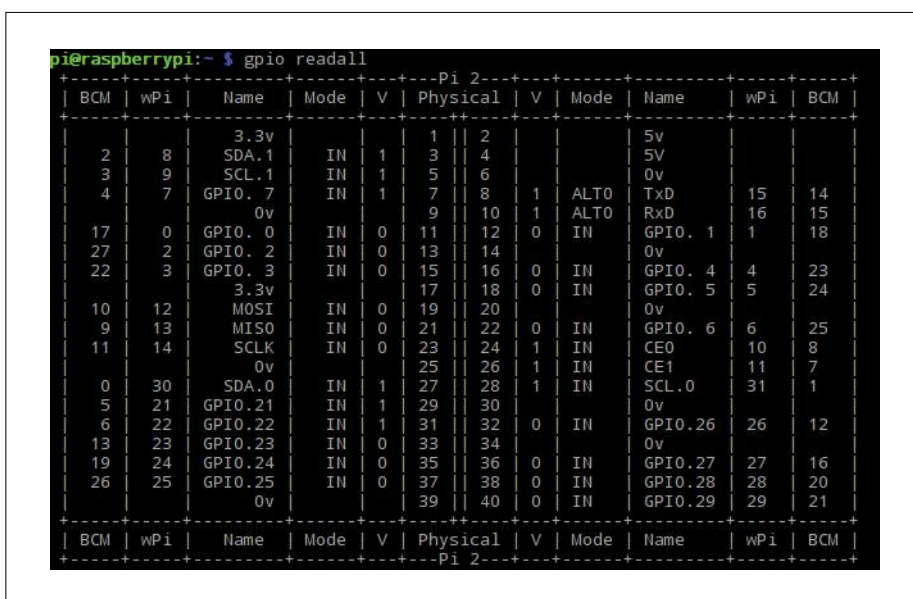 pi@raspberrypi:~ $ gpio readall
+-----+-----+---------+------+---+---Pi 2---+---+------+---------+-----+-----+
| BCM | wPi |   Name  | Mode | V | Physical | V | Mode | Name    | wPi | BCM |
+-----+-----+---------+------+---+----++----+---+------+---------+-----+-----+
|     |     |    3.3v |      |   |  1 || 2  |   |      | 5v      |     |     |
|   2 |   8 |   SDA.1 |   IN | 1 |  3 || 4  |   |      | 5V      |     |     |
|   3 |   9 |   SCL.1 |   IN | 1 |  5 || 6  |   |      | 0v      |     |     |
|   4 |   7 | GPIO. 7 |   IN | 1 |  7 || 8  | 1 | ALT0 | TxD     | 15  | 14  |
|     |     |      0v |      |   |  9 || 10 | 1 | ALT0 | RxD     | 16  | 15  |
|  17 |   0 | GPIO. 0 |   IN | 0 | 11 || 12 | 0 | IN   | GPIO. 1 | 1   | 18  |
|  27 |   2 | GPIO. 2 |   IN | 0 | 13 || 14 |   |      | 0v      |     |     |
|  22 |   3 | GPIO. 3 |   IN | 0 | 15 || 16 | 0 | IN   | GPIO. 4 | 4   | 23  |
|     |     |    3.3v |      |   | 17 || 18 | 0 | IN   | GPIO. 5 | 5   | 24  |
|  10 |  12 |    MOSI |   IN | 0 | 19 || 20 |   |      | 0v      |     |     |
|   9 |  13 |    MISO |   IN | 0 | 21 || 22 | 0 | IN   | GPIO. 6 | 6   | 25  |
|  11 |  14 |    SCLK |   IN | 0 | 23 || 24 | 1 | IN   | CE0     | 10  | 8   |
|     |     |      0v |      |   | 25 || 26 | 1 | IN   | CE1     | 11  | 7   |
|   0 |  30 |   SDA.0 |   IN | 1 | 27 || 28 | 1 | IN   | SCL.0   | 31  | 1   |
|   5 |  21 | GPIO.21 |   IN | 1 | 29 || 30 |   |      | 0v      |     |     |
|   6 |  22 | GPIO.22 |   IN | 1 | 31 || 32 | 0 | IN   | GPIO.26 | 26  | 12  |
|  13 |  23 | GPIO.23 |   IN | 0 | 33 || 34 |   |      | 0v      |     |     |
|  19 |  24 | GPIO.24 |   IN | 0 | 35 || 36 | 0 | IN   | GPIO.27 | 27  | 16  |
|  26 |  25 | GPIO.25 |   IN | 0 | 37 || 38 | 0 | IN   | GPIO.28 | 28  | 20  |
|     |     |      0v |      |   | 39 || 40 | 0 | IN   | GPIO.29 | 29  | 21  |
+-----+-----+---------+------+---+----++----+---+------+---------+-----+-----+
| BCM | wPi |   Name  | Mode | V | Physical | V | Mode | Name    | wPi | BCM |
+-----+-----+---------+------+---+---Pi 2---+---+------+---------+-----+-----+